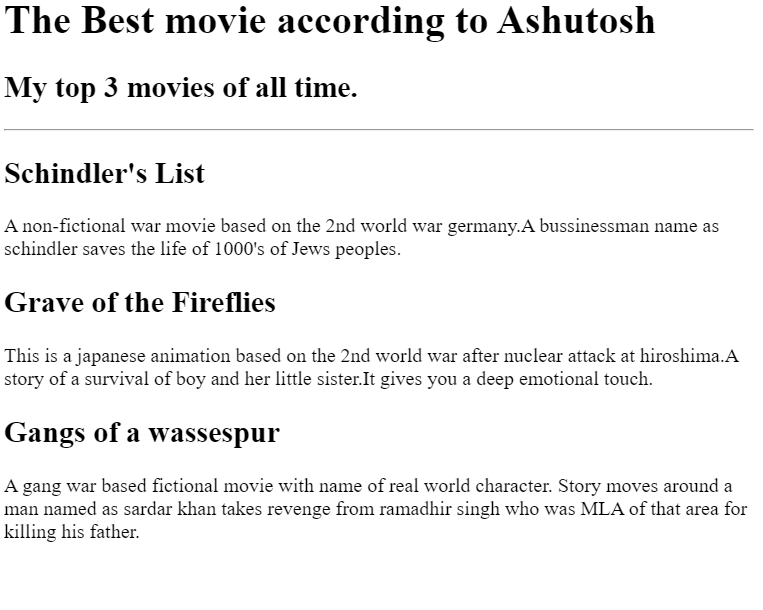 The Best movie according to Ashutosh
My top 3 movies of all time.
Schindler's List
A non-fictional war movie based on the 2nd world war germany.A bussinessman name as
schindler saves the life of 1000's of Jews peoples.
Grave of the Fireflies
This is a japanese animation based on the 2nd world war after nuclear attack at hiroshima.A
story of a survival of boy and her little sister.It gives you a deep emotional touch.
Gangs of a wassespur
A gang war based fictional movie with name of real world character. Story moves around a
man named as sardar khan takes revenge from ramadhir singh who was MLA of that area for
killing his father.